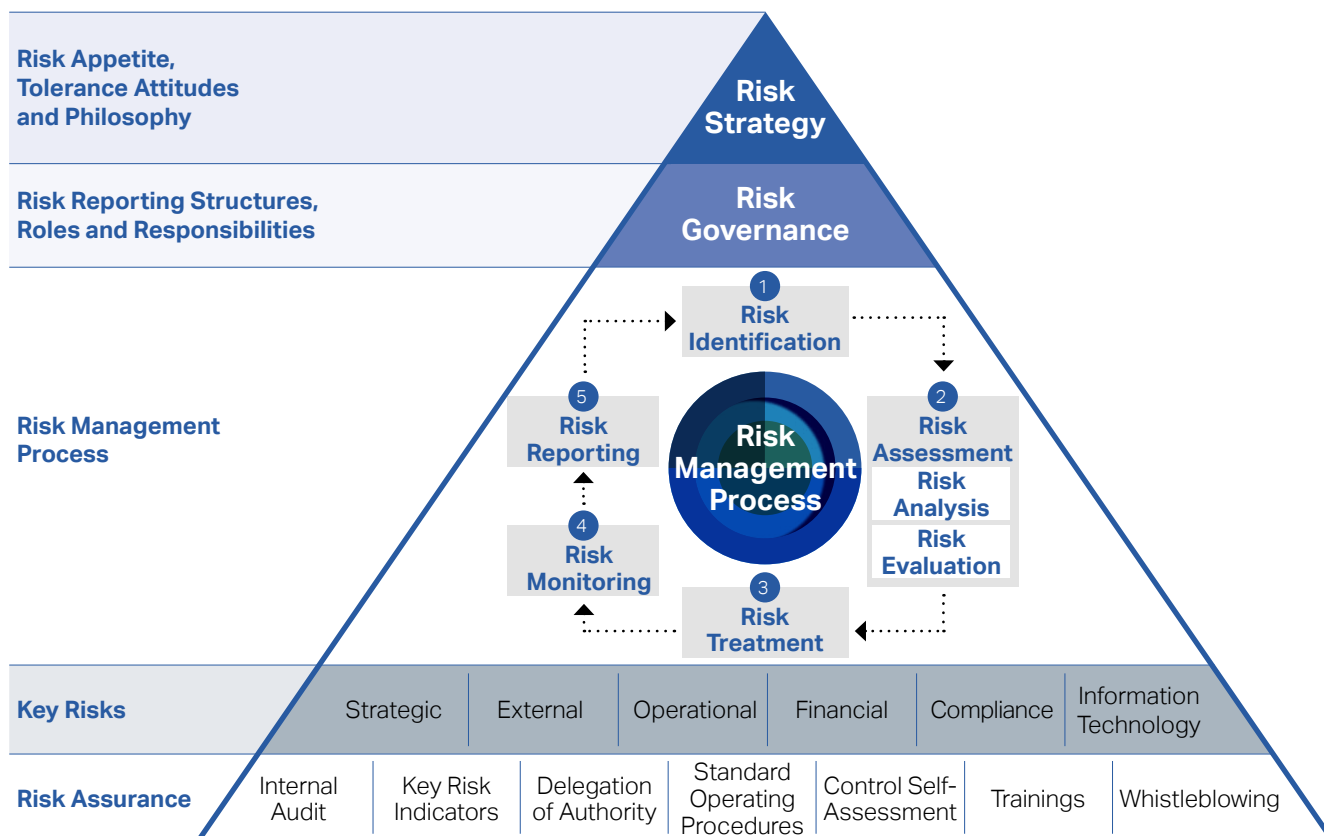 Risk Appetite,
Tolerance Attitudes
and Philosophy
Risk
Strategy
Risk Reporting Structures,
Roles and Responsibilities
Risk
Governance
Risk Management
Process
1
Risk
Identification
2
Risk
Assessment
Risk
Analysis
Risk
Evaluation
3
Risk
Treatment
4
Risk
Monitoring
5
Risk
Reporting
Risk
Management
Process
Key Risks
Strategic
External
Operational
Financial
Compliance
Information
Technology
Risk Assurance
Internal
Audit
Key Risk
Indicators
Delegation
of Authority
Standard
Operating
Procedures
Control Self-
Assessment
Trainings
Whistleblowing